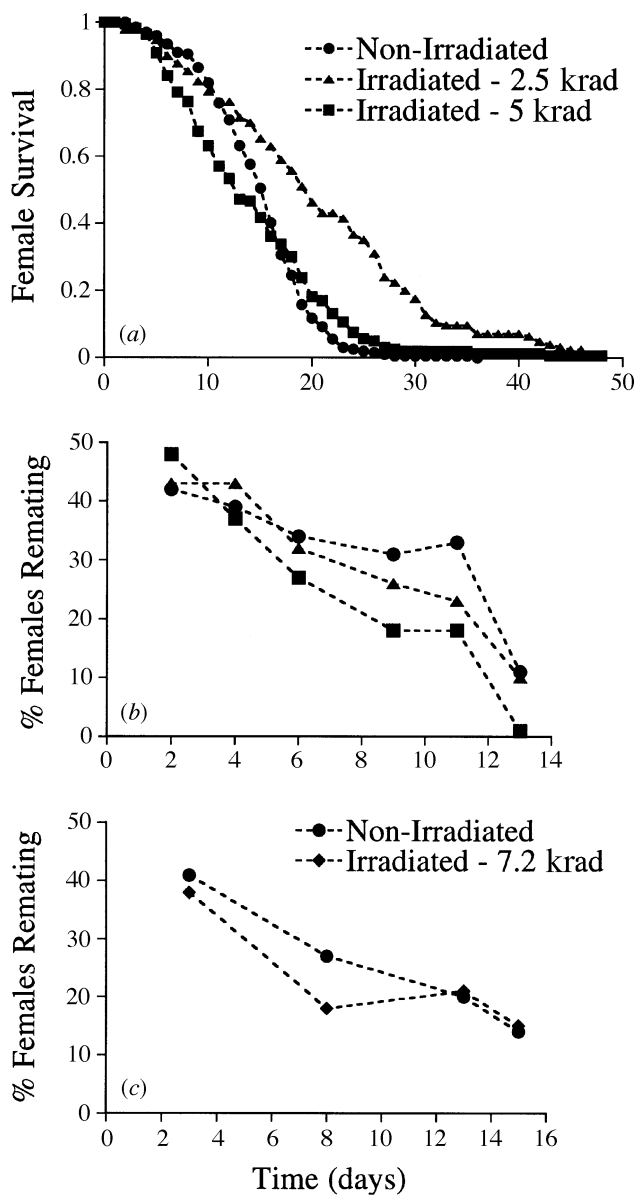 1
0.8
0.6
0.4
0.2
0
Female Survival
Non-Irradiated
Irradiated - 2.5 krad
Irradiated - 5 krad
(a)
0 10 20 30 40 50
50
40
30
20
10
0
% Females Remating
(b)
0 2 4 6 8 10 12 14
50
40
30
20
10
0
% Females Remating
Non-Irradiated
Irradiated - 7.2 krad
(c)
0 2 4 6 8 10 12 14 16
Time (days)